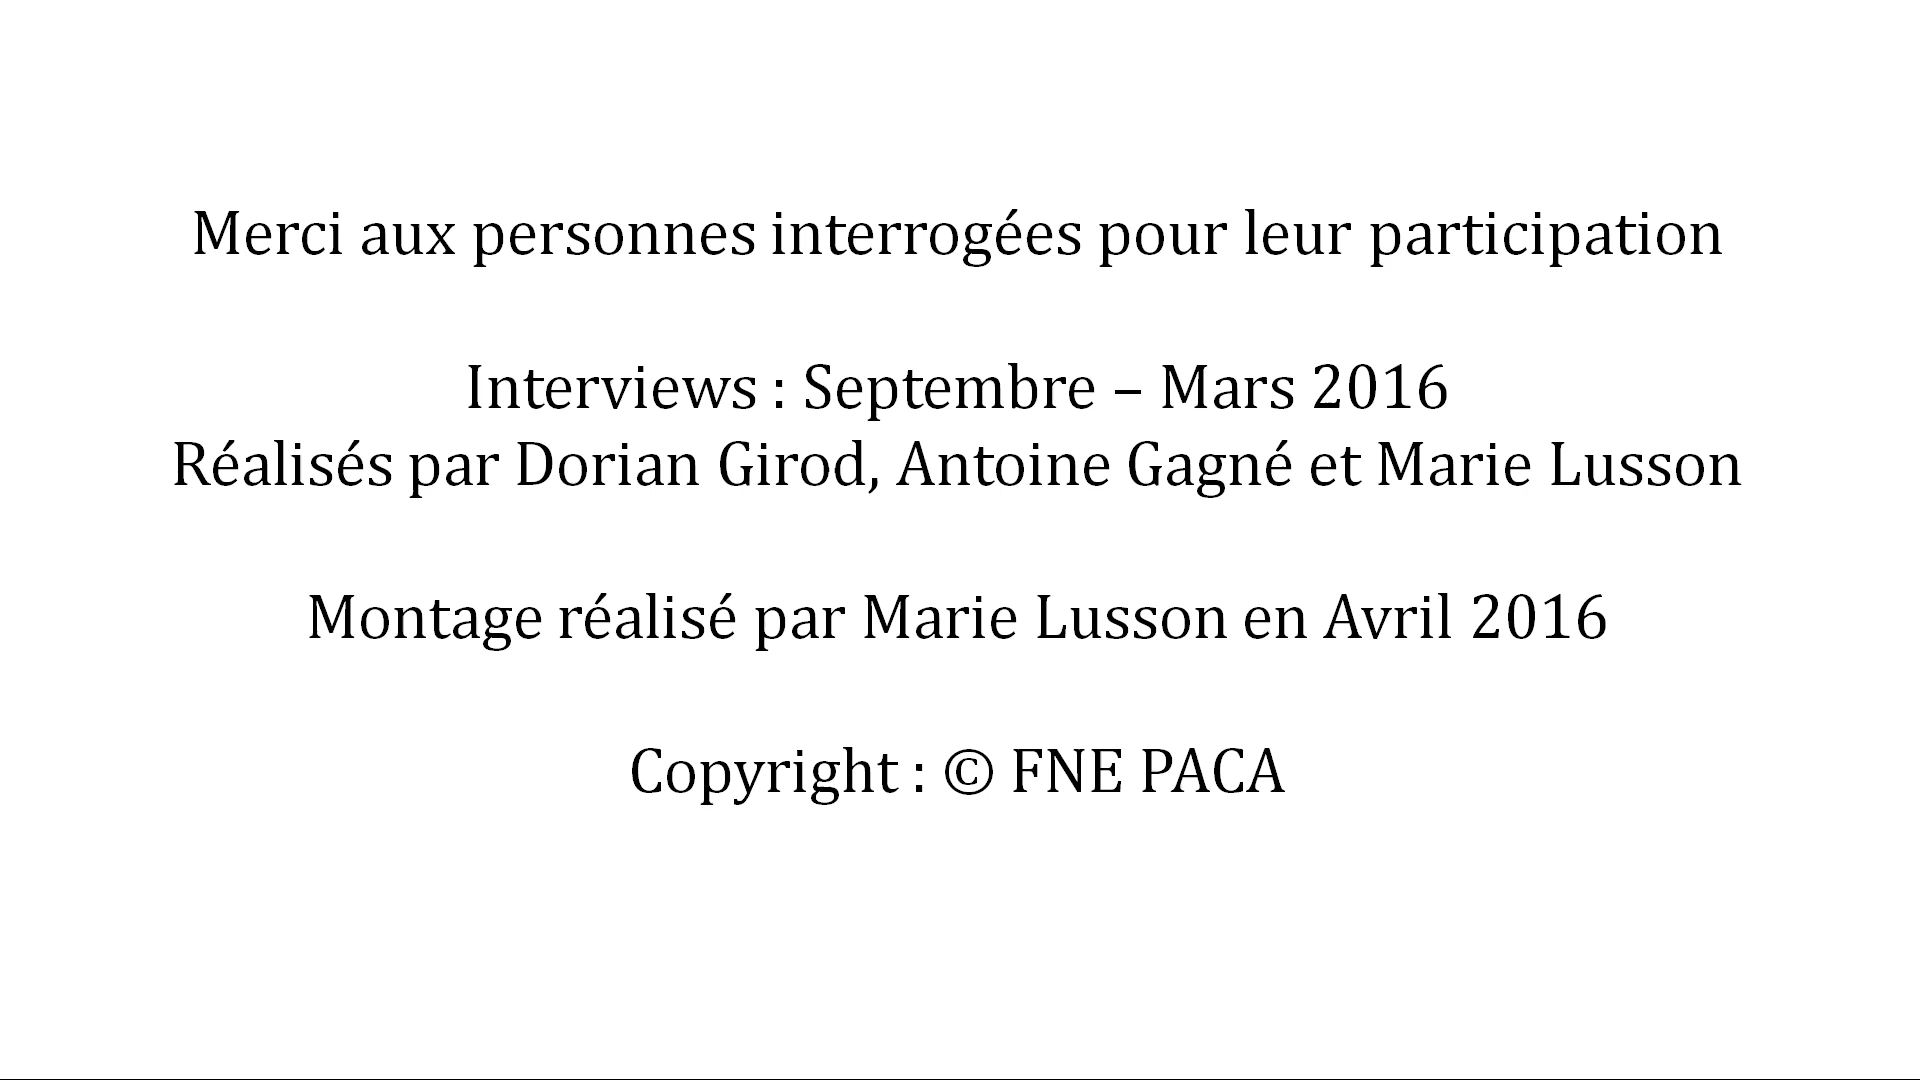 Merci aux personnes interrogées pour leur participation
Interviews : Septembre – Mars 2016
Réalisés par Dorian Girod, Antoine Gagné et Marie Lusson
Montage réalisé par Marie Lusson en Avril 2016
Copyright : © FNE PACA